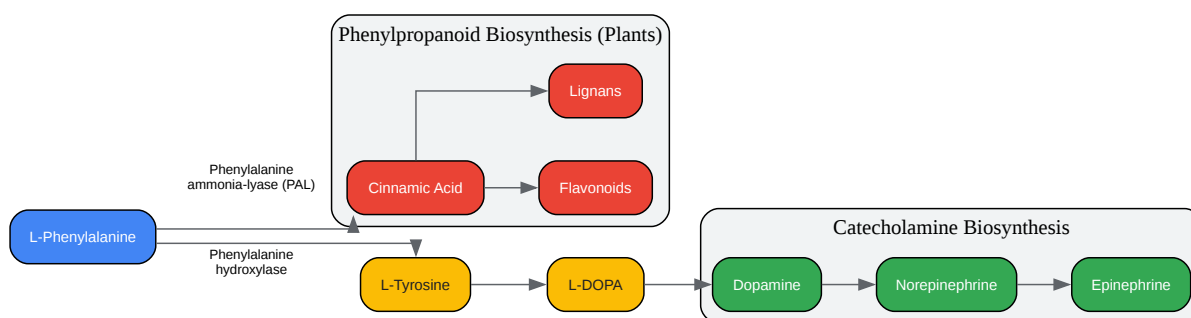 Phenylpropanoid Biosynthesis (Plants)
Lignans
Phenylalanine
ammonia-lyase (PAL)
Cinnamic Acid
Flavonoids
L-Phenylalanine
Phenylalanine
hydroxylase
Catecholamine Biosynthesis
L-Tyrosine
L-DOPA
Dopamine
Norepinephrine
Epinephrine